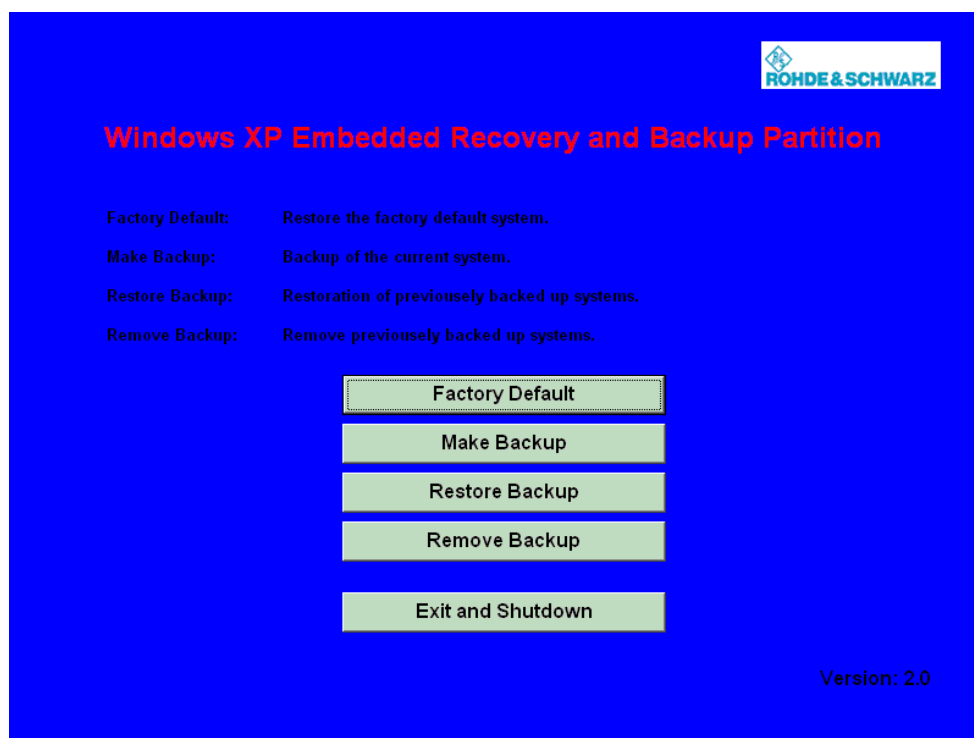 ROHDE & SCHWARZ
Windows XP Embedded Recovery and Backup Partition
Factory Default: Restore the factory default system.
Make Backup: Backup of the current system.
Restore Backup: Restoration of previousely backed up systems.
Remove Backup: Remove previousely backed up systems.
Factory Default
Make Backup
Restore Backup
Remove Backup
Exit and Shutdown
Version: 2.0